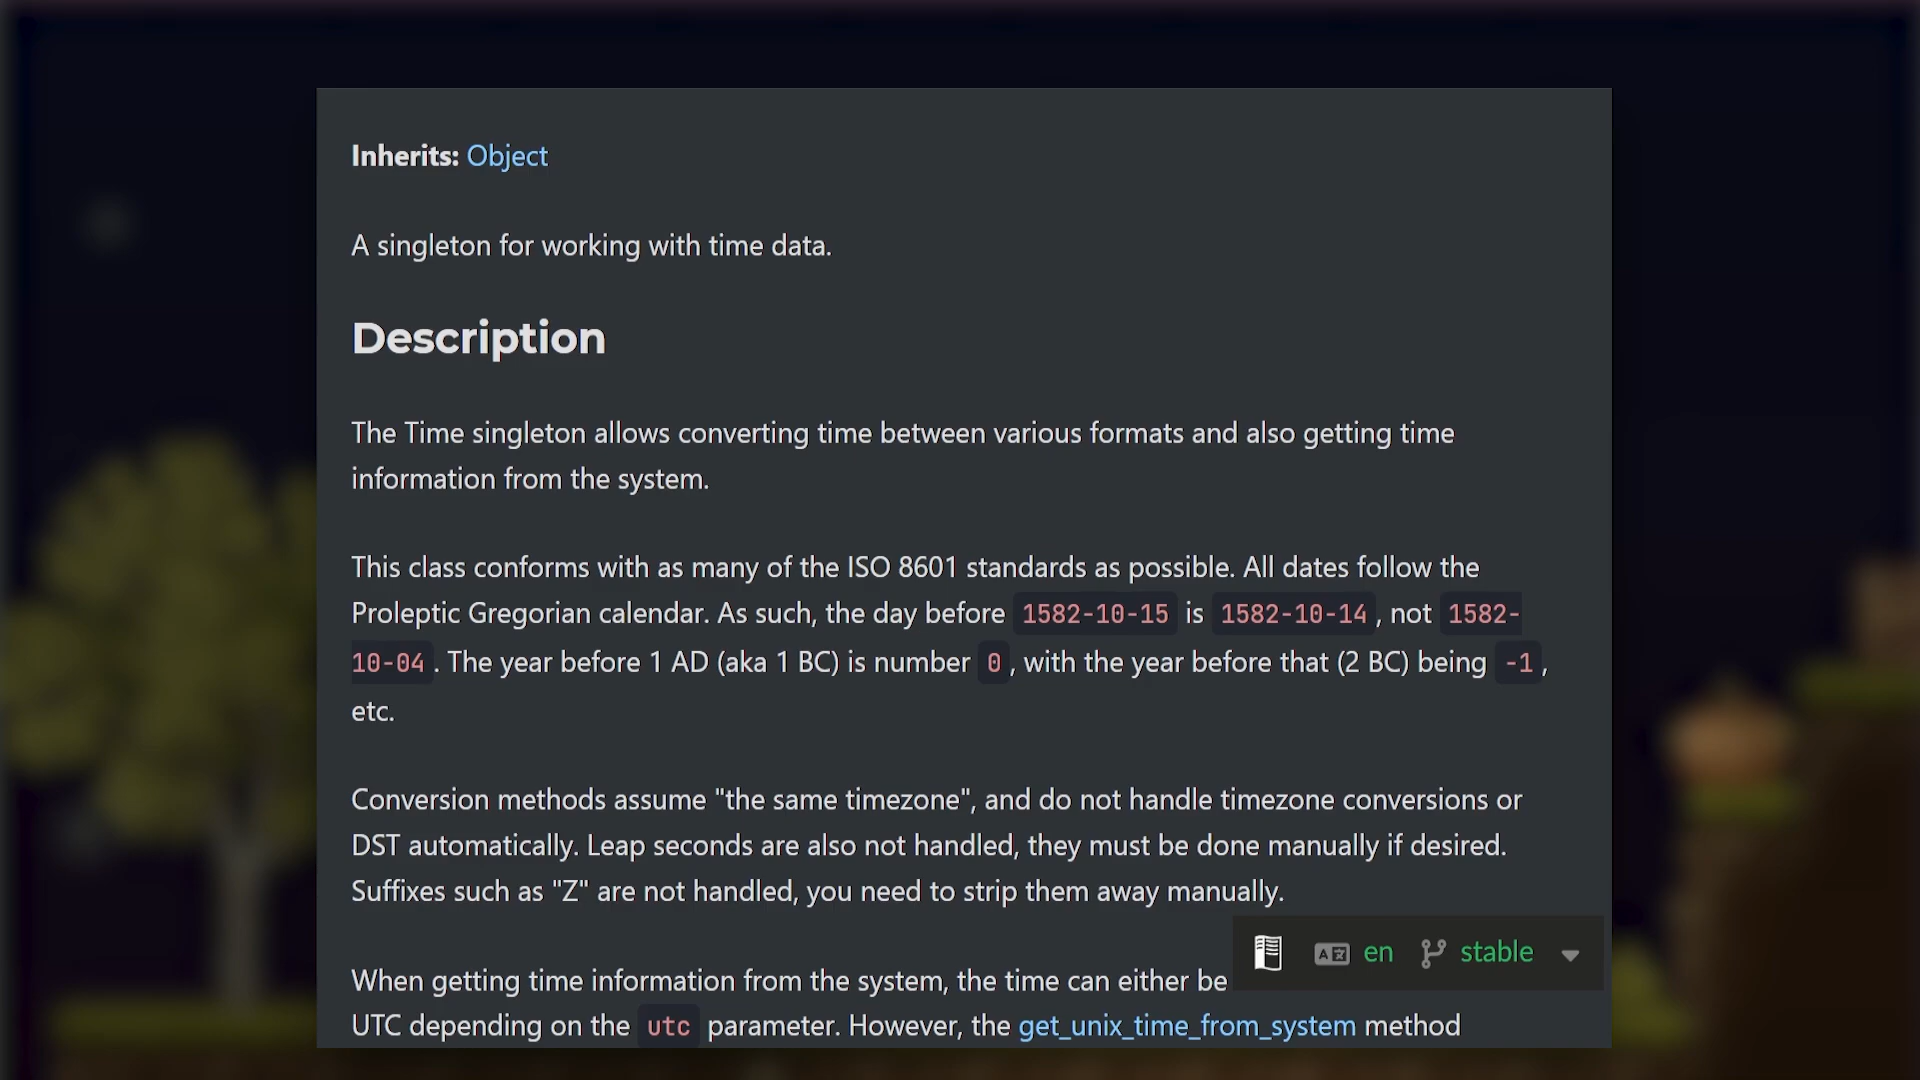 Inherits: Object
A singleton for working with time data.
Description
The Time singleton allows converting time between various formats and also getting time
information from the system.
This class conforms with as many of the ISO 8601 standards as possible. All dates follow the
Proleptic Gregorian calendar. As such, the day before 1582-10-15 is 1582-10-14, not 1582-
10-04. The year before 1 AD (aka 1 BC) is number 0, with the year before that (2 BC) being -1,
etc.
Conversion methods assume "the same timezone", and do not handle timezone conversions or
DST automatically. Leap seconds are also not handled, they must be done manually if desired.
Suffixes such as "Z" are not handled, you need to strip them away manually.
en stable
When getting time information from the system, the time can either be
UTC depending on the utc parameter. However, the get_unix_time_from_system method